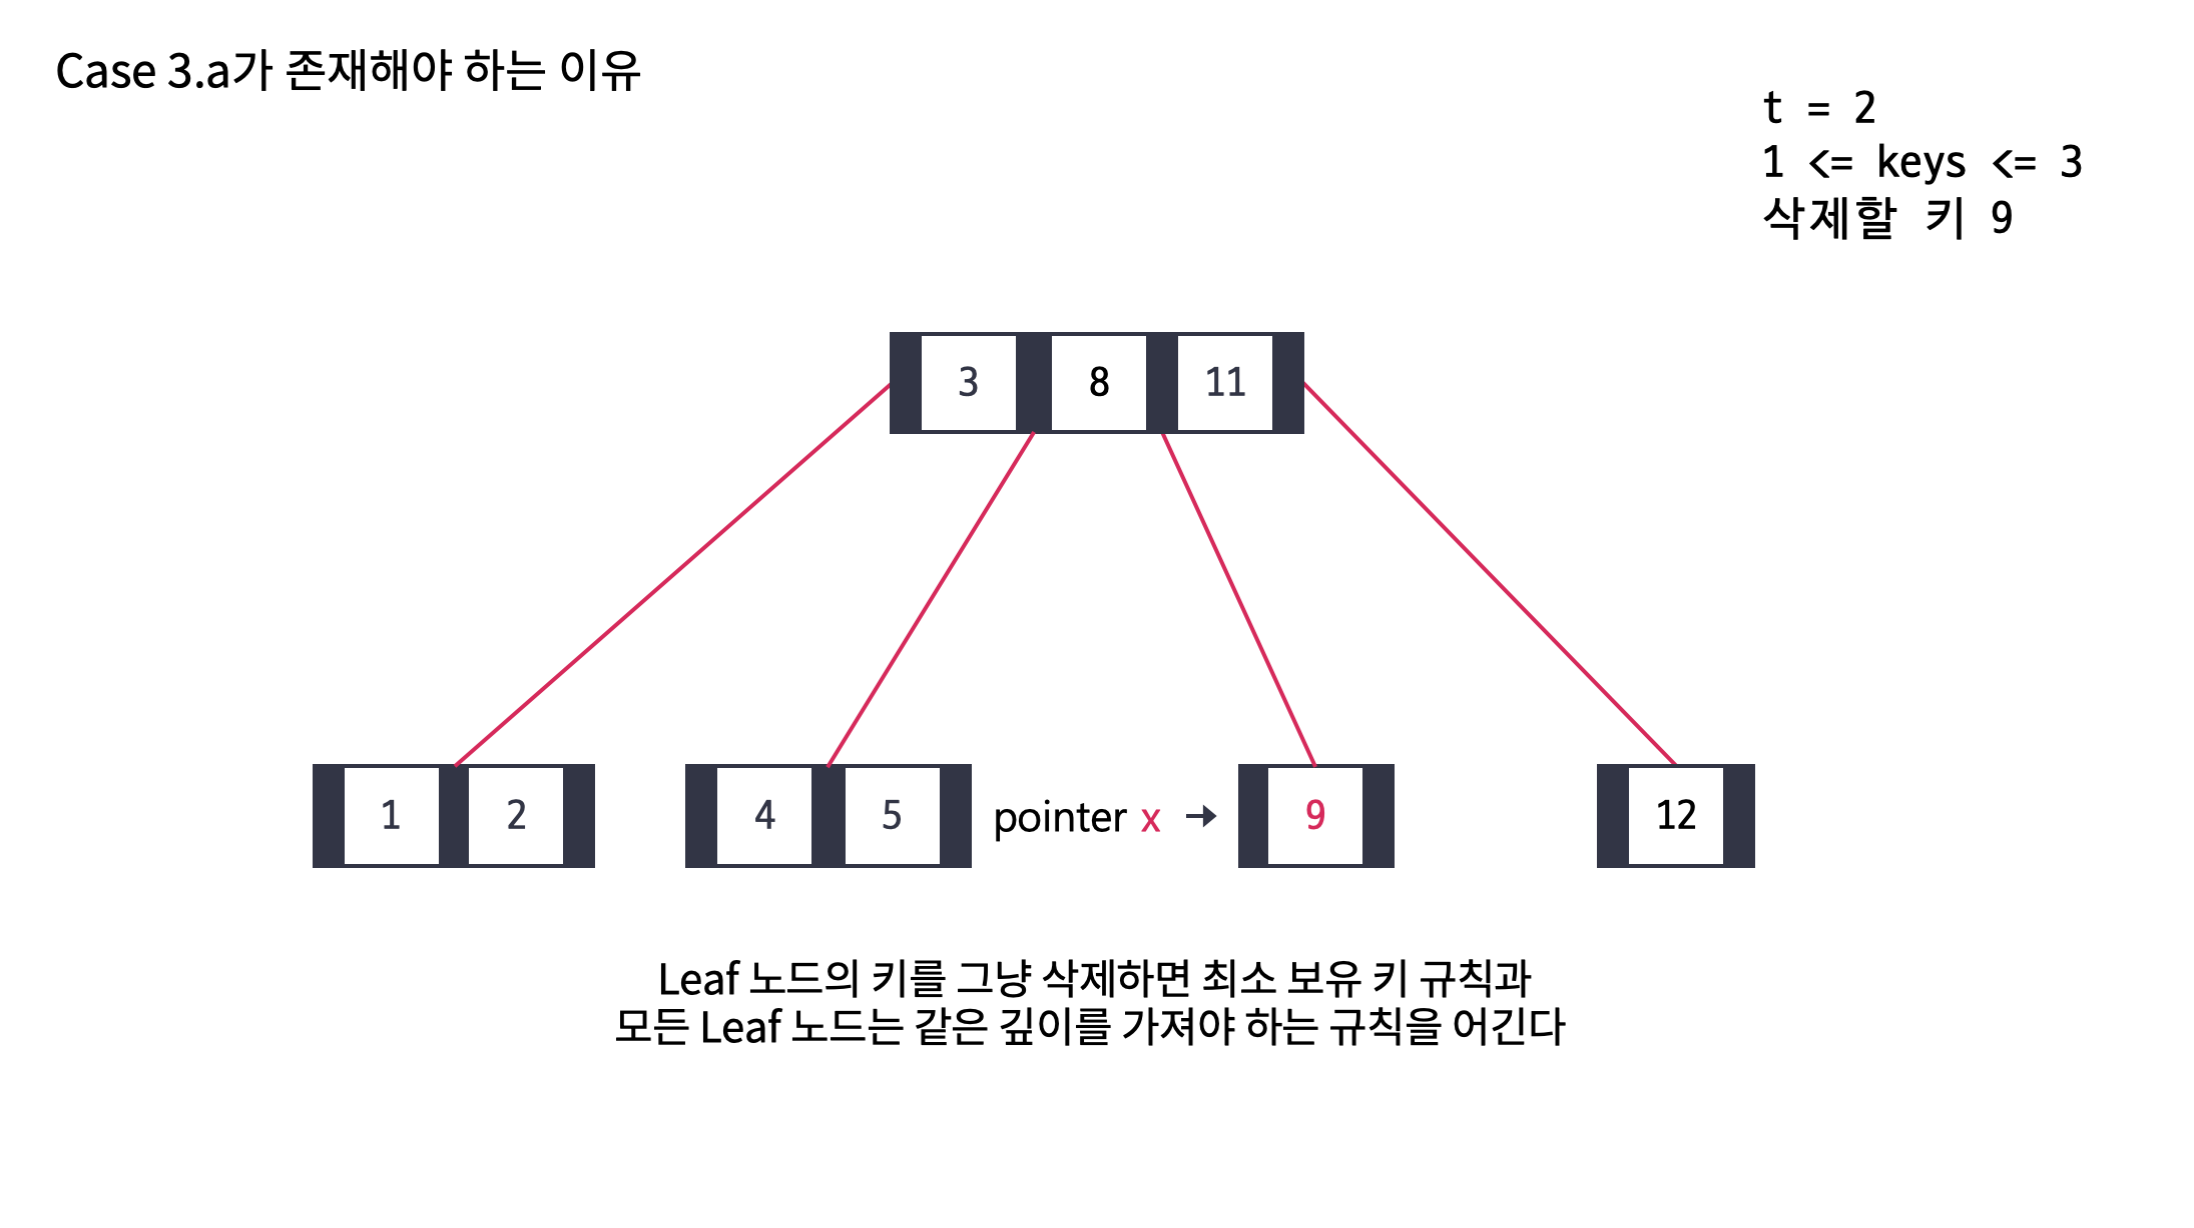 Case 3.a가 존재해야 하는 이유
t = 2
1 <= keys <= 3
삭제할 키 9
3 8 11
1 2 4 5 pointer x → 9 12
Leaf 노드의 키를 그냥 삭제하면 최소 보유 키 규칙과
모든 Leaf 노드는 같은 깊이를 가져야 하는 규칙을 어긴다